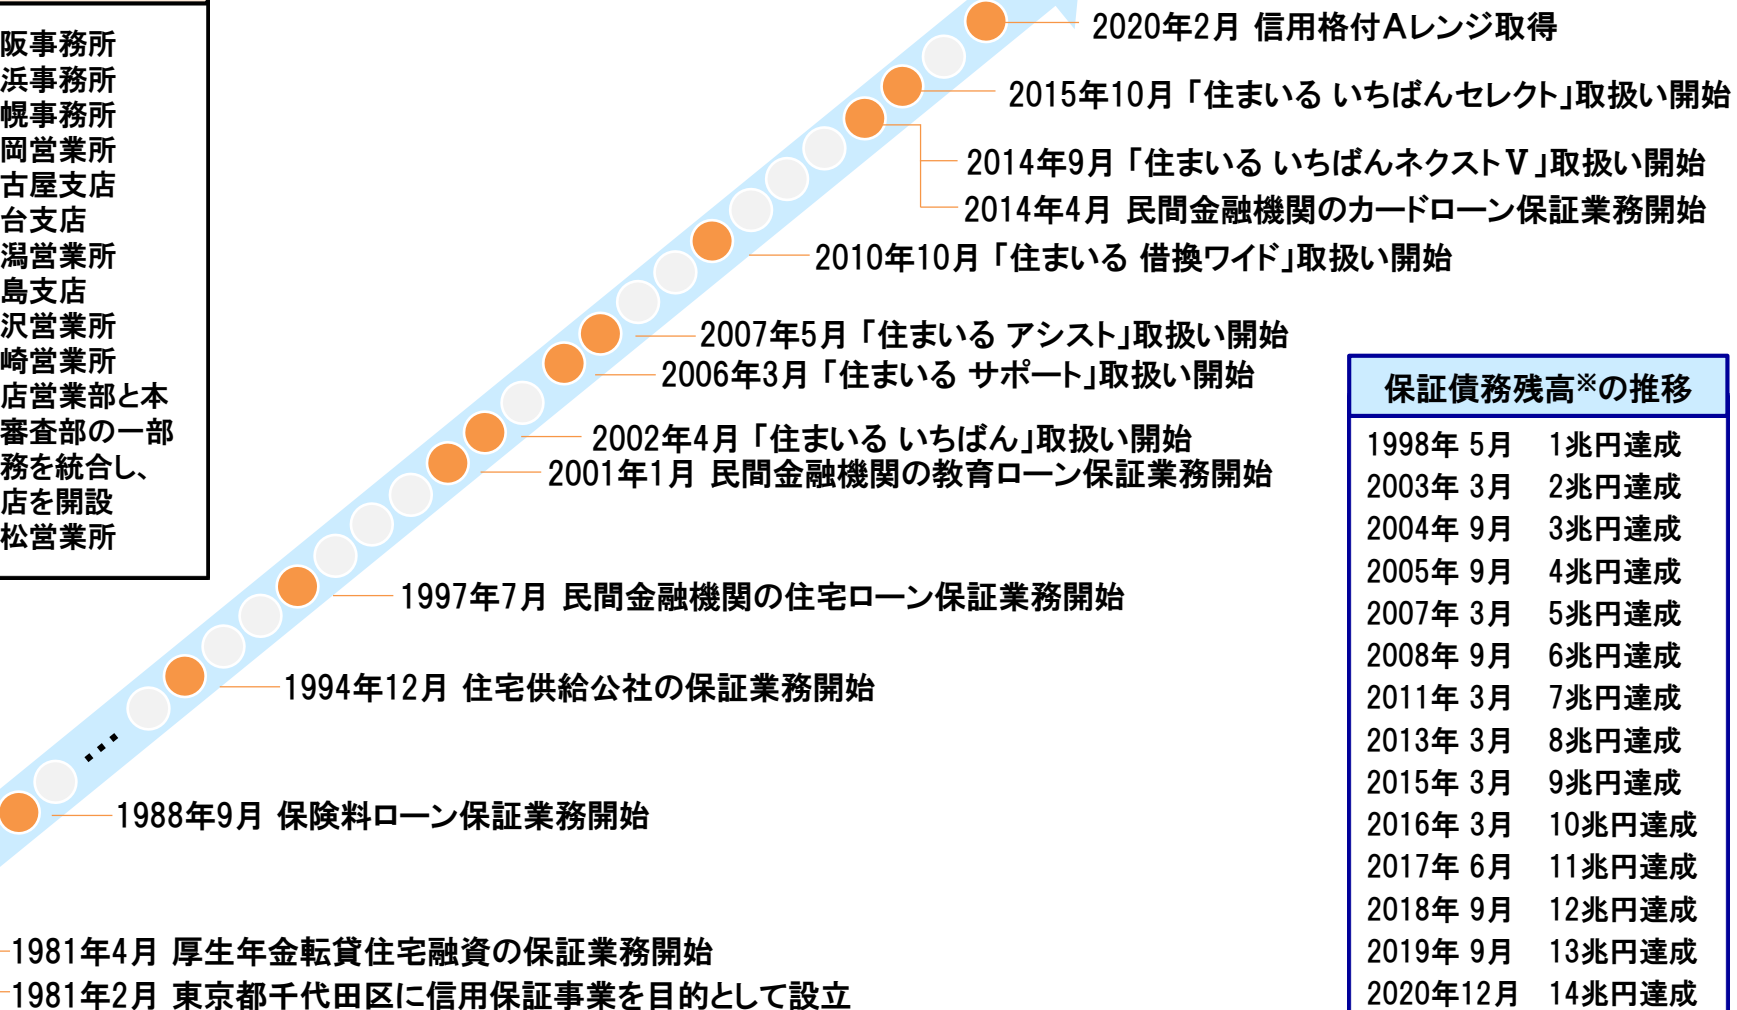 阪事務所
浜事務所
幌事務所
岡営業所
古屋支店
台支店
潟営業所
島支店
沢営業所
崎営業所
店営業部と本
審査部の一部
務を統合し、
店を開設
松営業所
2020年2月 信用格付Aレンジ取得
2015年10月 「住まいる いちばんセレクト」取扱い開始
2014年9月 「住まいる いちばんネクストV」取扱い開始
2014年4月 民間金融機関のカードローン保証業務開始
2010年10月 「住まいる 借換ワイド」取扱い開始
2007年5月 「住まいる アシスト」取扱い開始
2006年3月 「住まいる サポート」取扱い開始
2002年4月 「住まいる いちばん」取扱い開始
2001年1月 民間金融機関の教育ローン保証業務開始
1997年7月 民間金融機関の住宅ローン保証業務開始
1994年12月 住宅供給公社の保証業務開始
1988年9月 保険料ローン保証業務開始
1981年4月 厚生年金転貸住宅融資の保証業務開始
1981年2月 東京都千代田区に信用保証事業を目的として設立
保証債務残高※の推移
1998年 5月 1兆円達成
2003年 3月 2兆円達成
2004年 9月 3兆円達成
2005年 9月 4兆円達成
2007年 3月 5兆円達成
2008年 9月 6兆円達成
2011年 3月 7兆円達成
2013年 3月 8兆円達成
2015年 3月 9兆円達成
2016年 3月 10兆円達成
2017年 6月 11兆円達成
2018年 9月 12兆円達成
2019年 9月 13兆円達成
2020年12月 14兆円達成